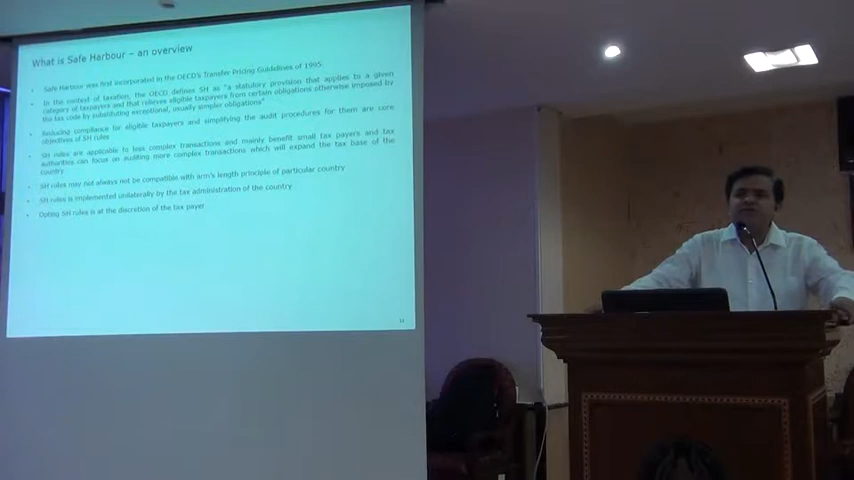 What is Safe Harbour – an overview
• Safe Harbour was first incorporated in the OECD's Transfer Pricing Guidelines of 1995
• In the context of taxation, the OECD defines SH as "a statutory provision that applies to a given
category of taxpayers and that relieves eligible taxpayers from certain obligations otherwise imposed by
the tax code by substituting exceptional, usually simpler obligations"
• Reducing compliance for eligible taxpayers and simplifying the audit procedures for them are core
objectives of SH rules
• SH rules are applicable to less complex transactions and mainly benefit small tax payers and tax
authorities can focus on auditing more complex transactions which will expand the tax base of the
country
• SH rules may not always not be compatible with arm's length principle of particular country
• SH rules is implemented unilaterally by the tax administration of the country
• Opting SH rules is at the discretion of the tax payer